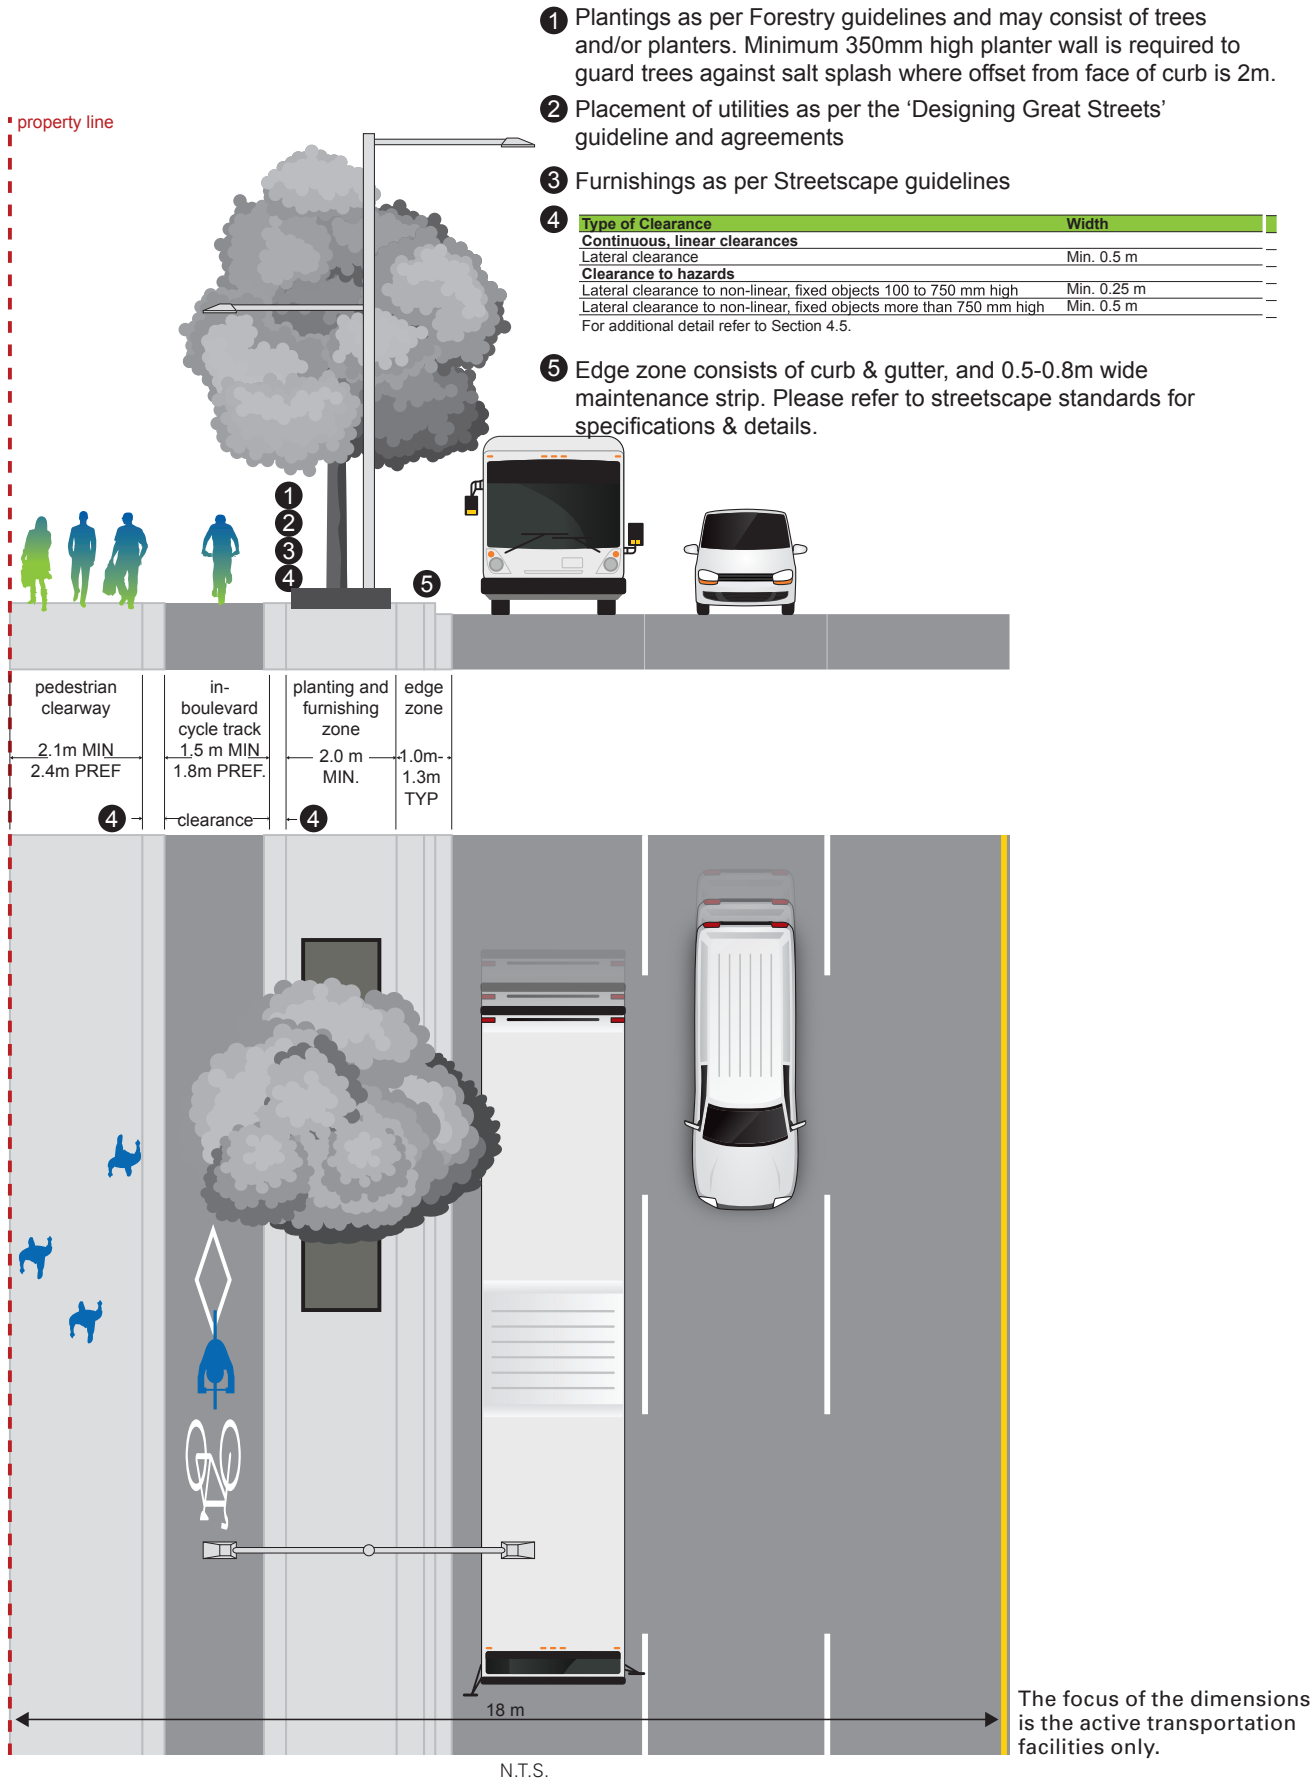 1 Plantings as per Forestry guidelines and may consist of trees
and/or planters. Minimum 350mm high planter wall is required to
guard trees against salt splash where offset from face of curb is 2m.
2 Placement of utilities as per the ‘Designing Great Streets’
guideline and agreements
property line
3 Furnishings as per Streetscape guidelines
4
Type of Clearance Width
Continuous, linear clearances
Lateral clearance Min. 0.5 m
Clearance to hazards
Lateral clearance to non-linear, fixed objects 100 to 750 mm high Min. 0.25 m
Lateral clearance to non-linear, fixed objects more than 750 mm high Min. 0.5 m
For additional detail refer to Section 4.5.
5 Edge zone consists of curb & gutter, and 0.5-0.8m wide
maintenance strip. Please refer to streetscape standards for
specifications & details.
1
2
3
4
5
pedestrian
clearway
2.1m MIN
2.4m PREF
in-
boulevard
cycle track
1.5 m MIN
1.8m PREF.
planting and
furnishing
zone
2.0 m
MIN.
edge
zone
1.0m-
1.3m
TYP
4 clearance 4
18 m
The focus of the dimensions
is the active transportation
facilities only.
N.T.S.